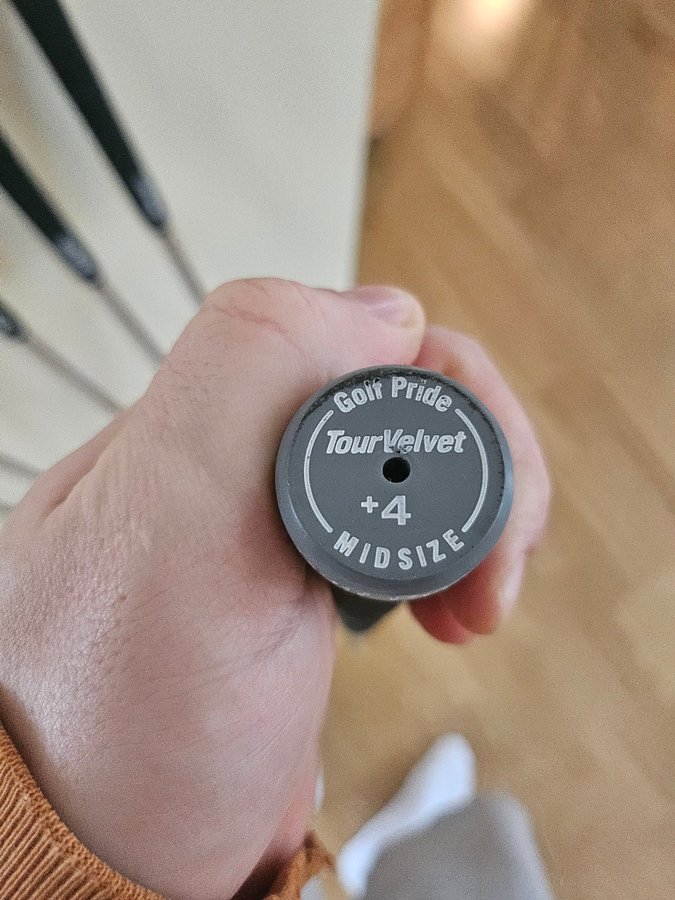 Golf Pride
TourVelvet
+4
MIDSIZE